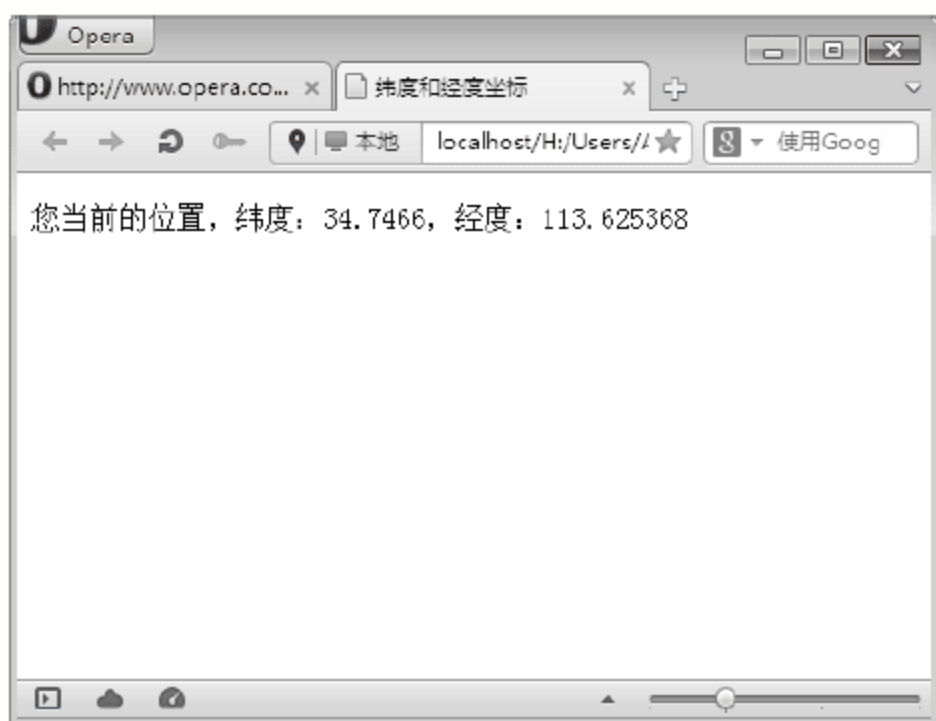 Opera
http://www.opera.co... 纬度和经度坐标
本地 localhost/H:/Users// 使用Goog
您当前的位置，纬度：34.7466，经度：113.625368